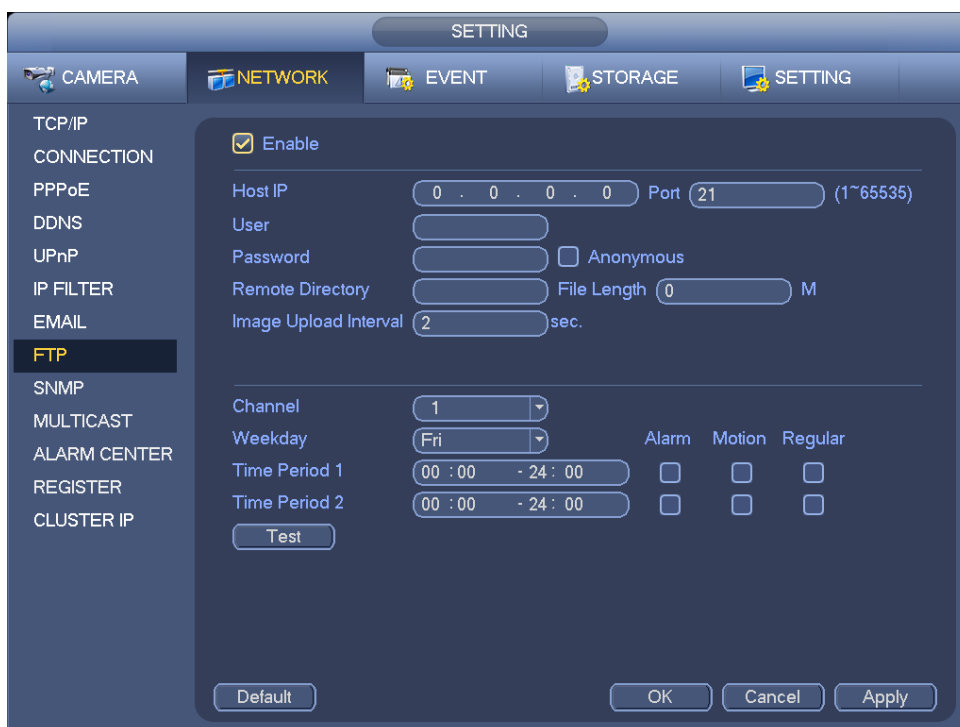 SETTING
CAMERA NETWORK EVENT STORAGE SETTING
TCP/IP
CONNECTION
PPPoE
DDNS
UPnP
IP FILTER
EMAIL
FTP
SNMP
MULTICAST
ALARM CENTER
REGISTER
CLUSTER IP
Enable
Host IP 0 . 0 . 0 . 0 Port 21 (1~65535)
User
Password Anonymous
Remote Directory File Length 0 M
Image Upload Interval 2 sec.
Channel 1
Weekday Fri Alarm Motion Regular
Time Period 1 00 :00 - 24 : 00
Time Period 2 00 :00 - 24 : 00
Test
Default OK Cancel Apply